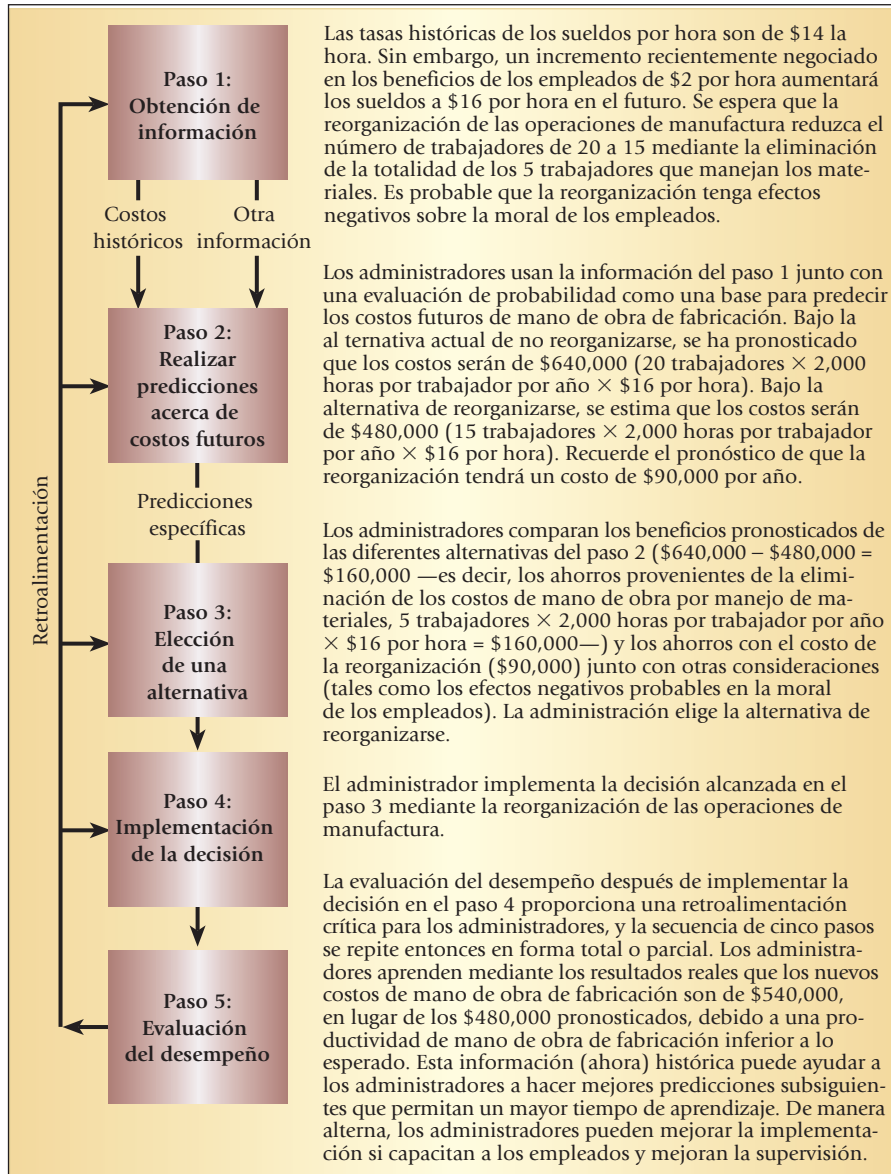 Paso 1:
Obtención de
información
Las tasas históricas de los sueldos por hora son de $14 la
hora. Sin embargo, un incremento recientemente negociado
en los beneficios de los empleados de $2 por hora aumentará
los sueldos a $16 por hora en el futuro. Se espera que la
reorganización de las operaciones de manufactura reduzca el
número de trabajadores de 20 a 15 mediante la eliminación
de la totalidad de los 5 trabajadores que manejan los mate-
riales. Es probable que la reorganización tenga efectos
negativos sobre la moral de los empleados.
Costos
históricos
Otra
información
Paso 2:
Realizar
predicciones
acerca de
costos futuros
Los administradores usan la información del paso 1 junto con
una evaluación de probabilidad como una base para predecir
los costos futuros de mano de obra de fabricación. Bajo la
al ternativa actual de no reorganizarse, se ha pronosticado
que los costos serán de $640,000 (20 trabajadores × 2,000
horas por trabajador por año × $16 por hora). Bajo la
alternativa de reorganizarse, se estima que los costos serán
de $480,000 (15 trabajadores × 2,000 horas por trabajador
por año × $16 por hora). Recuerde el pronóstico de que la
reorganización tendrá un costo de $90,000 por año.
Predicciones
específicas
Retroalimentación
Paso 3:
Elección
de una
alternativa
Los administradores comparan los beneficios pronosticados de
las diferentes alternativas del paso 2 ($640,000 – $480,000 =
$160,000 —es decir, los ahorros provenientes de la elimi-
nación de los costos de mano de obra por manejo de ma-
teriales, 5 trabajadores × 2,000 horas por trabajador por año
× $16 por hora = $160,000—) y los ahorros con el costo de
la reorganización ($90,000) junto con otras consideraciones
(tales como los efectos negativos probables en la moral
de los empleados). La administración elige la alternativa de
reorganizarse.
Paso 4:
Implementación
de la decisión
El administrador implementa la decisión alcanzada en el
paso 3 mediante la reorganización de las operaciones de
manufactura.
Paso 5:
Evaluación
del desempeño
La evaluación del desempeño después de implementar la
decisión en el paso 4 proporciona una retroalimentación
crítica para los administradores, y la secuencia de cinco pasos
se repite entonces en forma total o parcial. Los administra-
dores aprenden mediante los resultados reales que los nuevos
costos de mano de obra de fabricación son de $540,000,
en lugar de los $480,000 pronosticados, debido a una pro-
ductividad de mano de obra de fabricación inferior a lo
esperado. Esta información (ahora) histórica puede ayudar a
los administradores a hacer mejores predicciones subsiguien-
tes que permitan un mayor tiempo de aprendizaje. De manera
alterna, los administradores pueden mejorar la implementa-
ción si capacitan a los empleados y mejoran la supervisión.